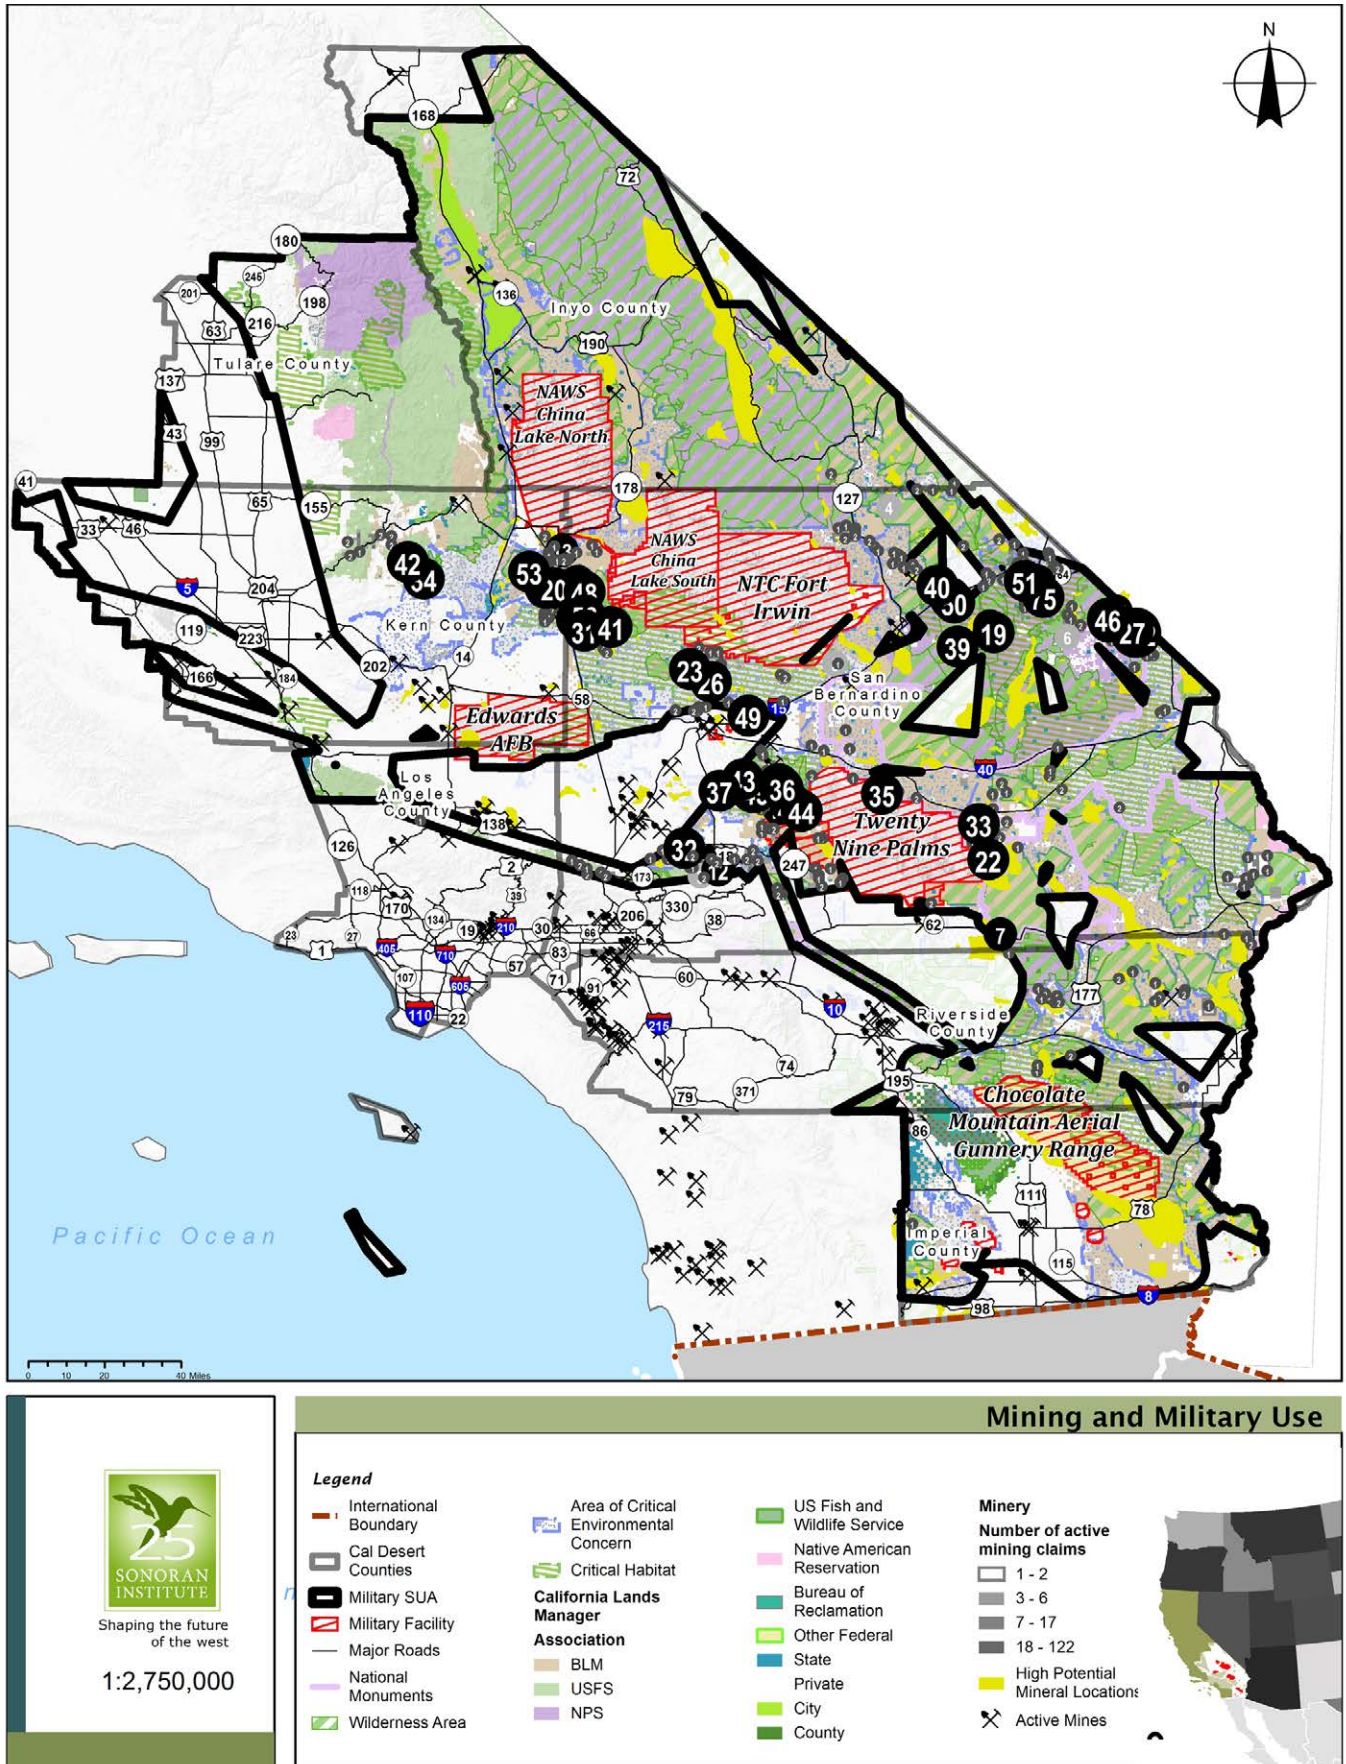 N
168
72
180
245
201
198
136
Inyo County
216
63
190
Tulare County
137
NAWS
China
Lake North
43
99
41
178
65
155
127
4
33
46
NAWS
China
Lake South
42
53
51
5
204
20
48
NTC Fort
Irwin
40
75
46
27
119
223
Kern County
31
41
39
19
6
14
202
166
184
23
26
San
Bernardino
County
58
Edwards
AFB
49
15
40
Los
Angeles
County
37
36
35
44
Twenty
Nine Palms
33
138
126
32
22
2
12
247
173
118
39
170
330
206
134
38
62
19
210
30
66
7
23
27
1
405
710
83
57
71
60
177
107
605
91
10
110
22
215
Riverside
County
74
195
79
371
Chocolate
Mountain Aerial
Gunnery Range
86
111
78
Pacific Ocean
Imperial
County
115
8
98
0 10 20 40 Miles
Mining and Military Use
25
SONORAN
INSTITUTE
Shaping the future
of the west
1:2,750,000
Legend
International
Boundary
Cal Desert
Counties
Military SUA
Military Facility
Major Roads
National
Monuments
Wilderness Area
Area of Critical
Environmental
Concern
Critical Habitat
California Lands
Manager
Association
BLM
USFS
NPS
US Fish and
Wildlife Service
Native American
Reservation
Bureau of
Reclamation
Other Federal
State
Private
City
County
Minery
Number of active
mining claims
1 - 2
3 - 6
7 - 17
18 - 122
High Potential
Mineral Locations
Active Mines